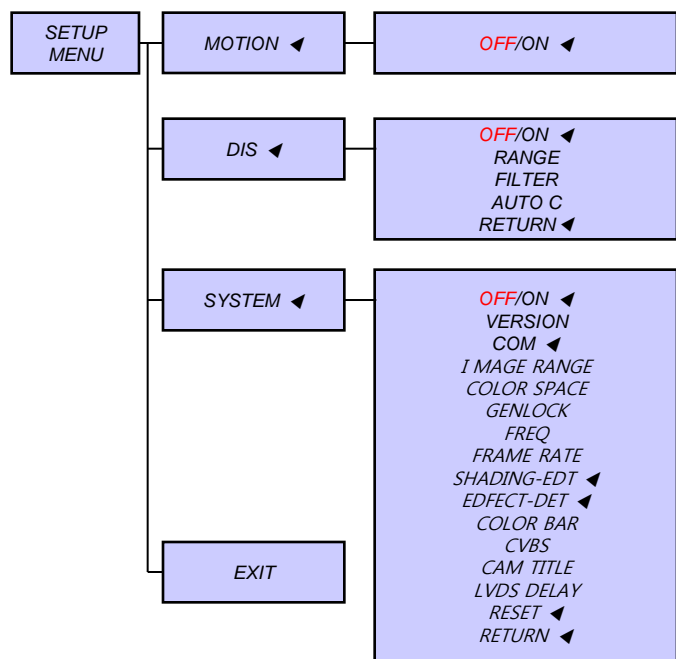 SETUP
MENU
MOTION ◄
OFF/ON ◄
DIS ◄
OFF/ON ◄
RANGE
FILTER
AUTO C
RETURN ◄
SYSTEM ◄
OFF/ON ◄
VERSION
COM ◄
I MAGE RANGE
COLOR SPACE
GENLOCK
FREQ
FRAME RATE
SHADING-EDT ◄
EDFECT-DET ◄
COLOR BAR
CVBS
CAM TITLE
LVDS DELAY
RESET ◄
RETURN ◄
EXIT